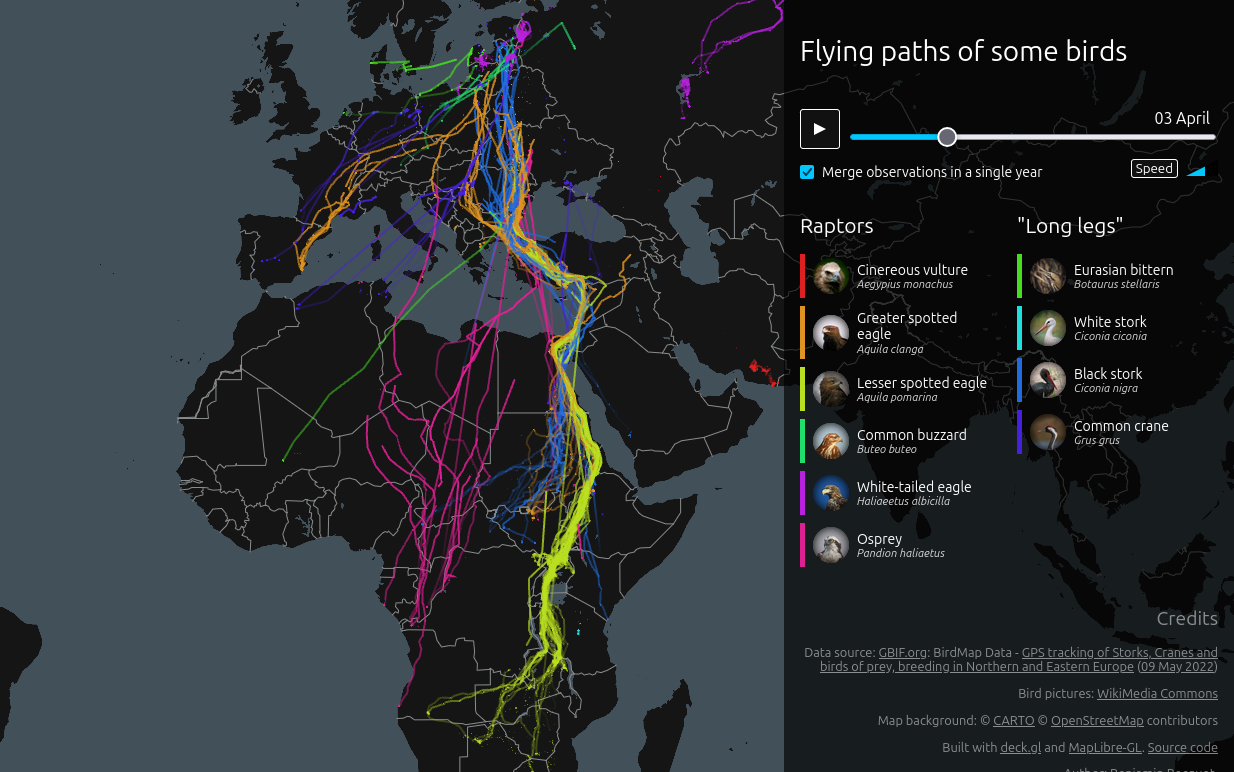 Flying paths of some birds
03 April
Merge observations in a single year
Speed
Raptors
Cinereous vulture
Aegypius monachus
Greater spotted
eagle
Aquila clanga
Lesser spotted eagle
Aquila pomarina
Common buzzard
Buteo buteo
White-tailed eagle
Haliaeetus albicilla
Osprey
Pandion haliaetus
"Long legs"
Eurasian bittern
Botaurus stellaris
White stork
Ciconia ciconia
Black stork
Ciconia nigra
Common crane
Grus grus
Credits
Data source: GBIF.org: BirdMap Data - GPS tracking of Storks, Cranes and
birds of prey, breeding in Northern and Eastern Europe (09 May 2022)
Bird pictures: WikiMedia Commons
Map background: © CARTO © OpenStreetMap contributors
Built with deck.gl and MapLibre-GL. Source code